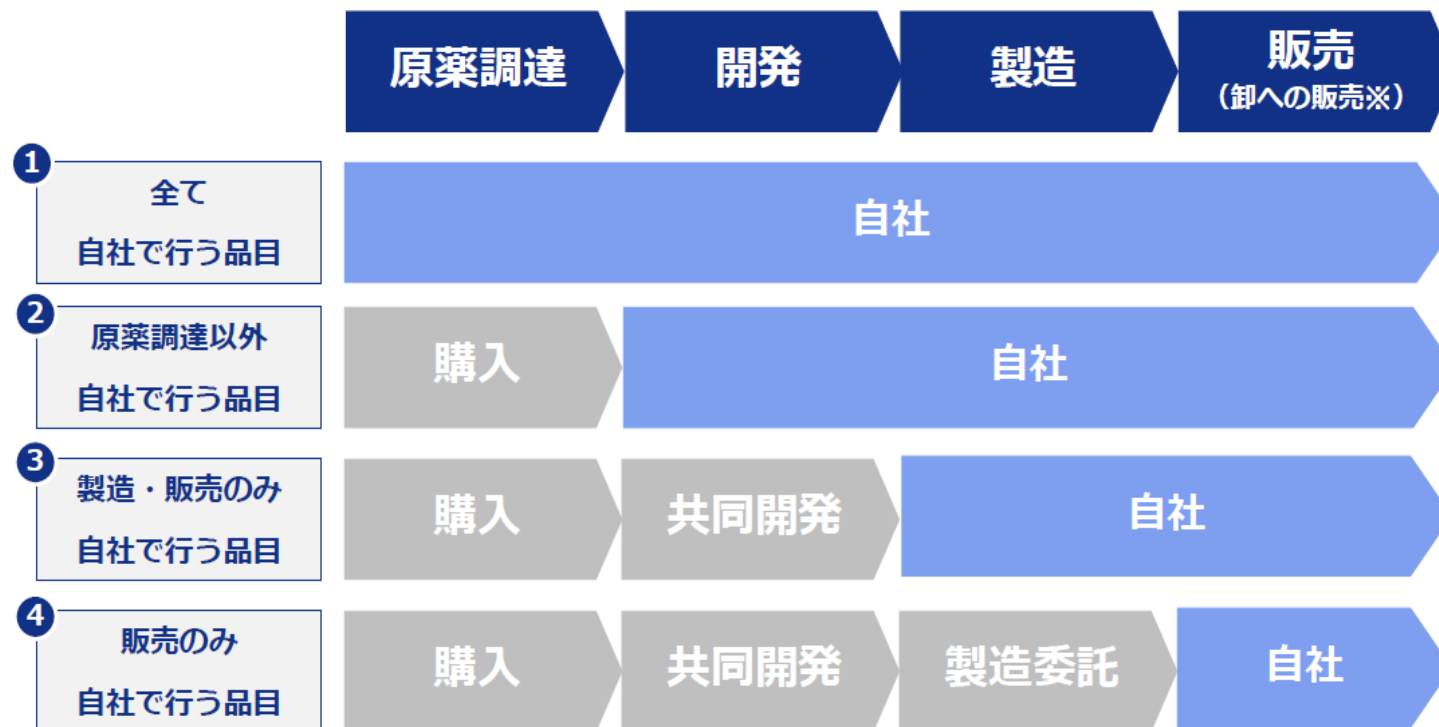 原薬調達
開発
製造
販売
（卸への販売※）
1
全て
自社で行う品目
自社
2
原薬調達以外
自社で行う品目
購入
自社
3
製造・販売のみ
自社で行う品目
購入
共同開発
自社
4
販売のみ
自社で行う品目
購入
共同開発
製造委託
自社